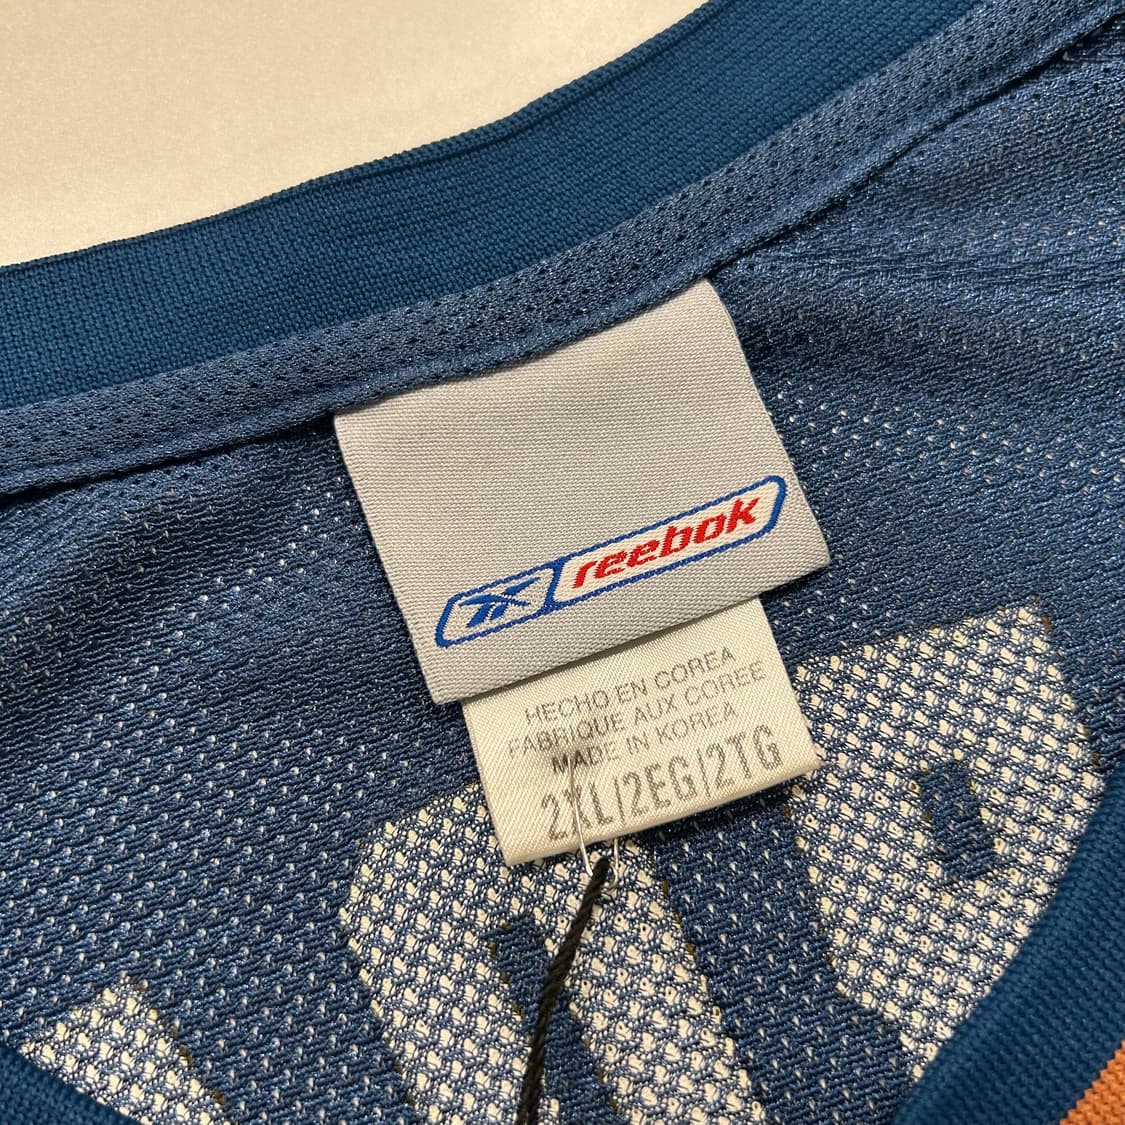 reebok
HECHO EN COREA
FABRIQUE AUX COREE
MADE IN KOREA
2XL/2EG/2TG